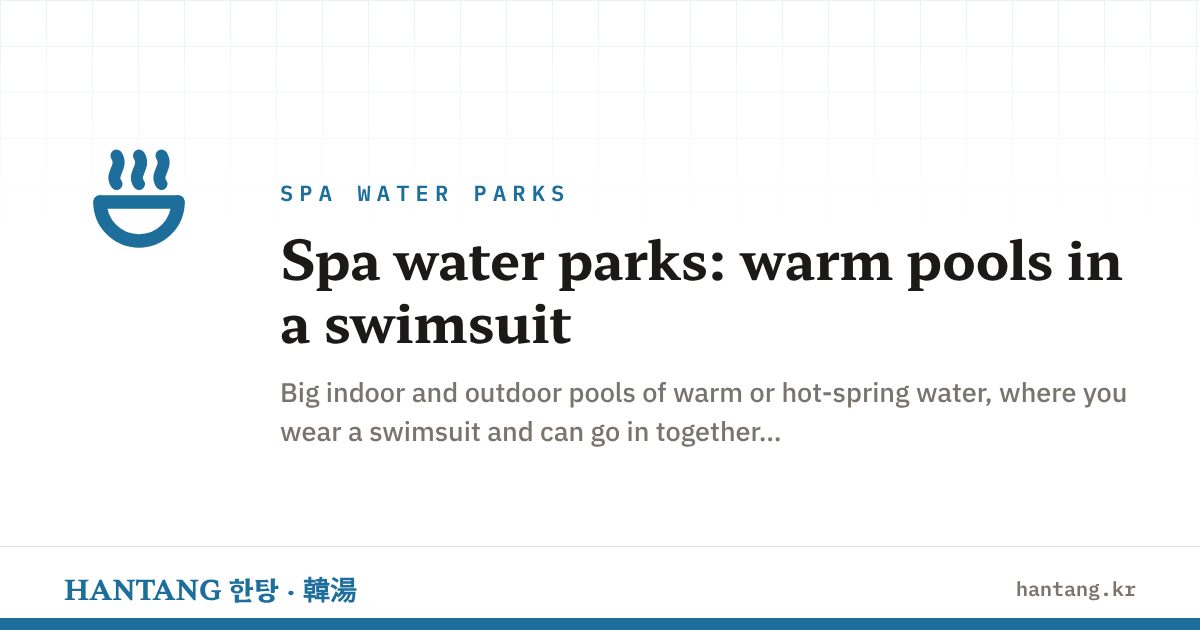 SPA WATER PARKS
Spa water parks: warm pools in
a swimsuit
Big indoor and outdoor pools of warm or hot-spring water, where you
wear a swimsuit and can go in together...
HANTANG 한탕 · 韓湯
hantang.kr